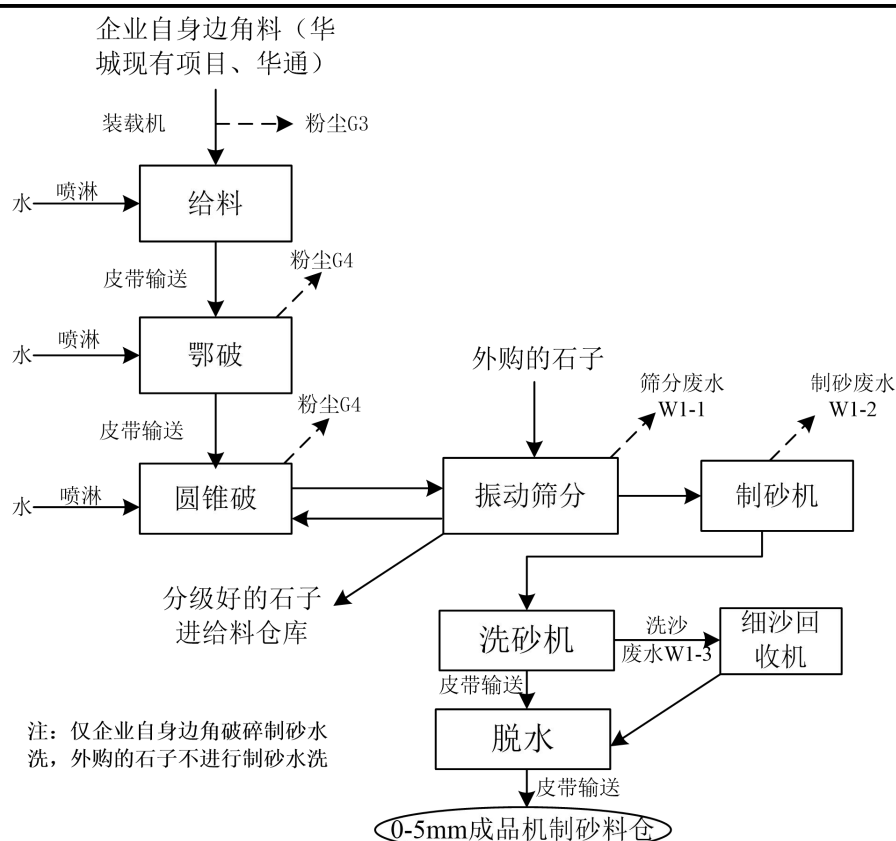 企业自身边角料（华
城现有项目、华通）
装载机
粉尘G3
水
喷淋
给料
皮带输送
粉尘G4
水
喷淋
鄂破
皮带输送
粉尘G4
水
喷淋
圆锥破
外购的石子
筛分废水
W1-1
制砂废水
W1-2
振动筛分
制砂机
分级好的石子
进给料仓库
洗砂机
洗沙
废水W1-3
细沙回
收机
皮带输送
脱水
注：仅企业自身边角破碎制砂水
洗，外购的石子不进行制砂水洗
皮带输送
0-5mm成品机制砂料仓